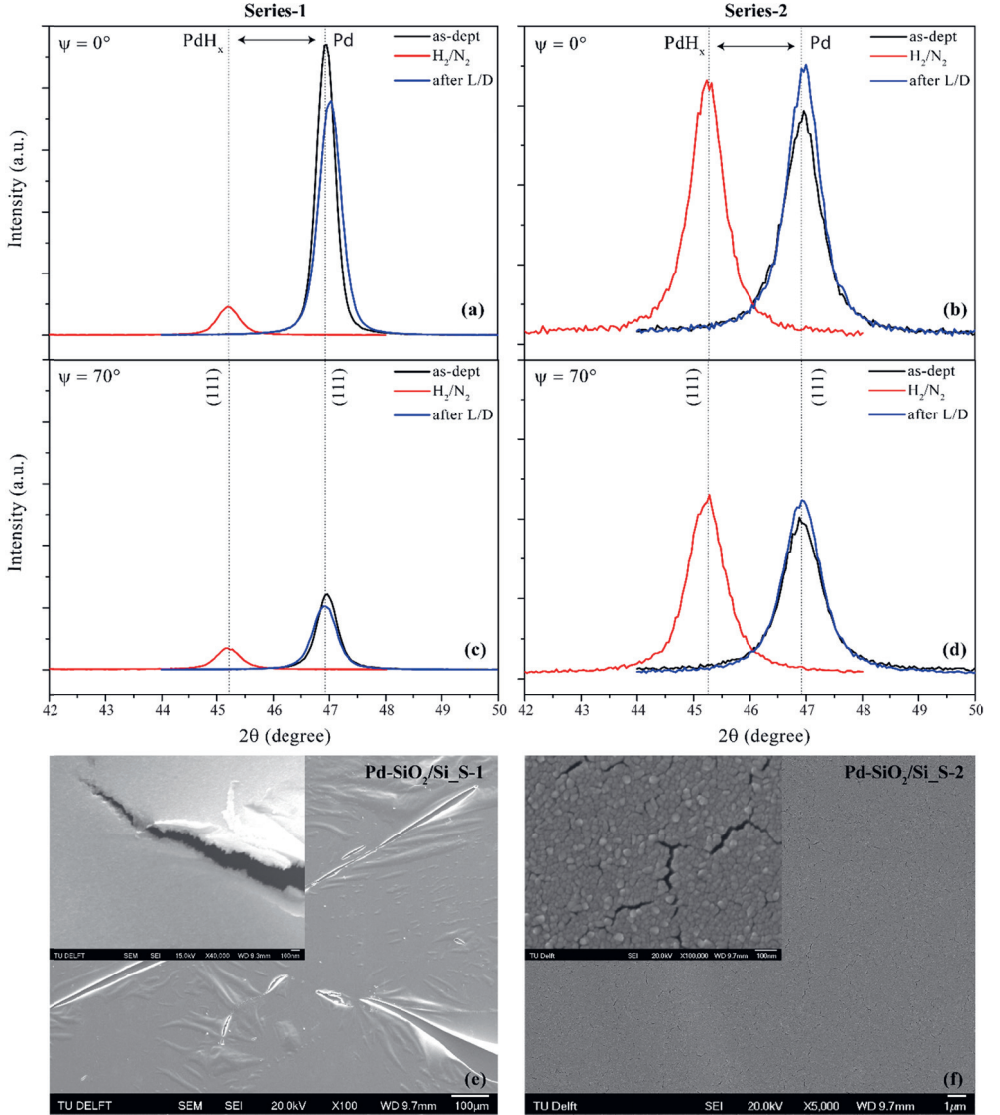 Series-1
Series-2
ψ = 0°
PdHₓ
Pd
as-dept
H₂/N₂
after L/D
Intensity (a.u.)
(a)
ψ = 0°
PdHₓ
Pd
as-dept
H₂/N₂
after L/D
(b)
ψ = 70°
(111)
(111)
as-dept
H₂/N₂
after L/D
Intensity (a.u.)
(c)
42 43 44 45 46 47 48 49 50
2θ (degree)
ψ = 70°
(111)
(111)
as-dept
H₂/N₂
after L/D
(d)
42 43 44 45 46 47 48 49 50
2θ (degree)
Pd-SiO₂/Si_S-1
TU DELFT SEM SEI 15.0kV X40,000 WD 9.3mm 100nm
(e)
TU DELFT SEM SEI 20.0kV X100 WD 9.7mm 100µm
Pd-SiO₂/Si_S-2
TU Delft SEI 20.0kV X100,000 WD 9.7mm 100nm
(f)
TU Delft SEI 20.0kV X5,000 WD 9.7mm 1µm